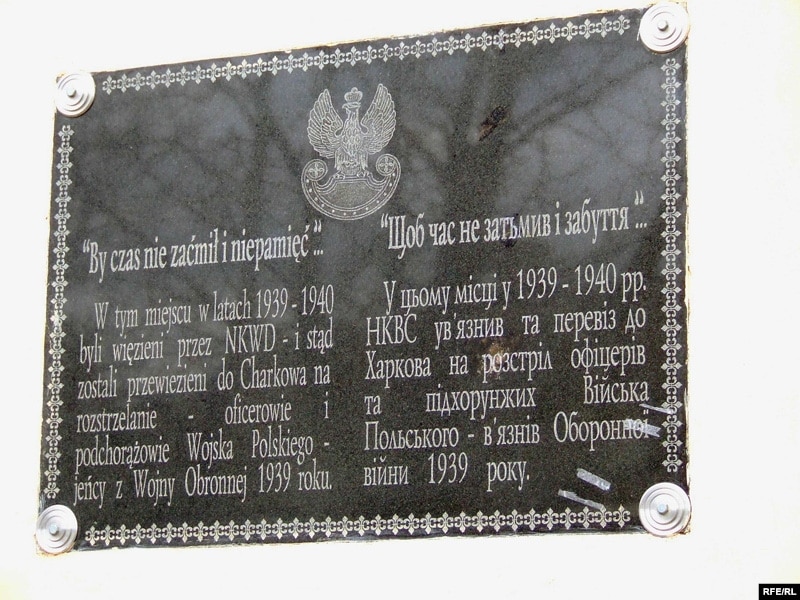 "By czas nie zaćmił i niepamięć"..
W tym miejscu w latach 1939 - 1940
byli więzieni przez NKWD - i stąd
zostali przewiezieni do Charkowa na
rozstrzelanie - oficerowie i
podchorążowie Wojska Polskiego -
jeńcy z Wojny Obronnej 1939 roku.
"Щоб час не затьмив і забуття"..
У цьому місці у 1939 - 1940 рр.
НКВС ув'язнив та перевіз до
Харкова на розстріл офіцерів
та підхорунжих Війська
Польського - в'язнів Оборонної
війни 1939 року.
RFE/RL